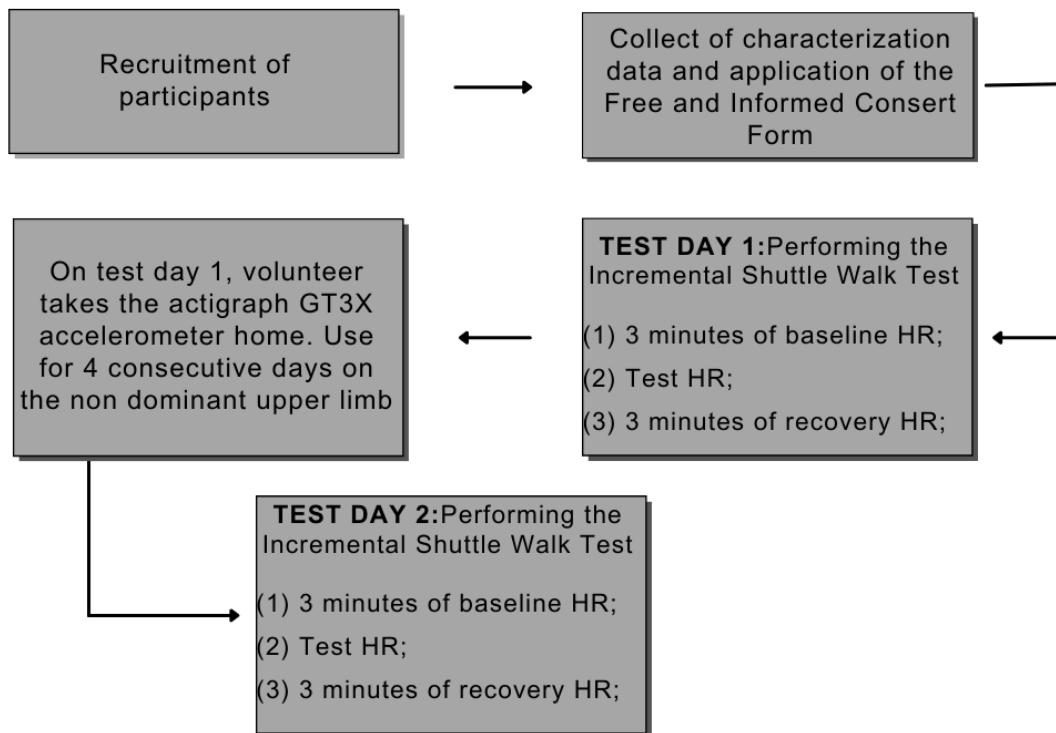 Recruitment of
participants
Collect of characterization
data and application of the
Free and Informed Consert
Form
TEST DAY 1:Performing the
Incremental Shuttle Walk Test
(1) 3 minutes of baseline HR;
(2) Test HR;
(3) 3 minutes of recovery HR;
On test day 1, volunteer
takes the actigraph GT3X
accelerometer home. Use
for 4 consecutive days on
the non dominant upper limb
TEST DAY 2:Performing the
Incremental Shuttle Walk Test
(1) 3 minutes of baseline HR;
(2) Test HR;
(3) 3 minutes of recovery HR;